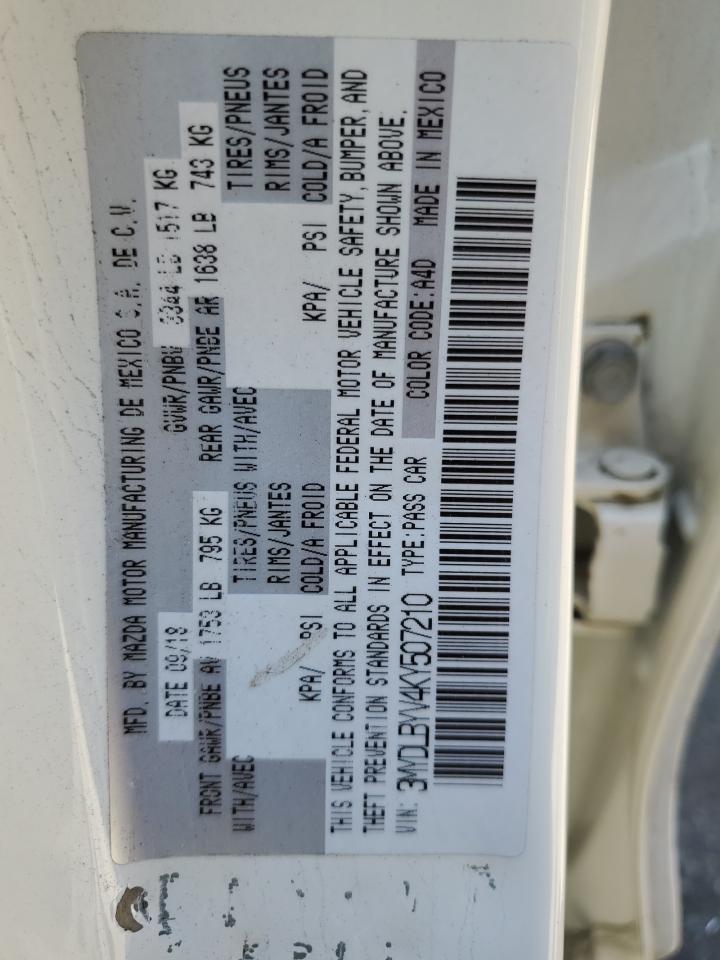 MFD. BY MAZDA MOTOR MANUFACTURING DE MEXICO S.A. DE C.V.
DATE 09/18 GVWR/PNBV 3344 LB 1517 KG
FRONT GAWR/PNBE AV 1753 LB 795 KG REAR GAWR/PNBE AR 1638 LB 743 KG
WITH/AVEC TIRES/PNEUS WITH/AVEC TIRES/PNEUS
RIMS/JANTES RIMS/JANTES
KPA/ PSI COLD/A FROID KPA/ PSI COLD/A FROID
THIS VEHICLE CONFORMS TO ALL APPLICABLE FEDERAL MOTOR VEHICLE SAFETY, BUMPER, AND
THEFT PREVENTION STANDARDS IN EFFECT ON THE DATE OF MANUFACTURE SHOWN ABOVE.
VIN: 3MYDLBYV4KY507210 TYPE:PASS CAR COLOR CODE:A4D MADE IN MEXICO